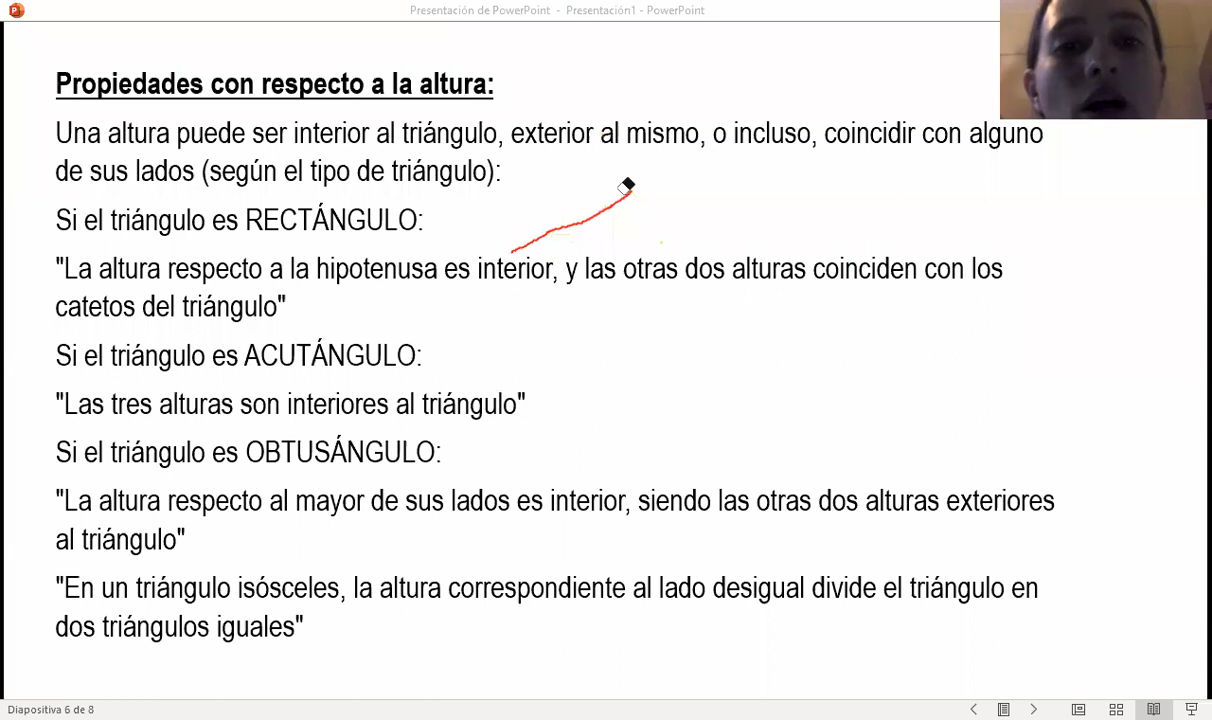 Presentación de PowerPoint - Presentación1 - PowerPoint
Propiedades con respecto a la altura:
Una altura puede ser interior al triángulo, exterior al mismo, o incluso, coincidir con alguno
de sus lados (según el tipo de triángulo):
Si el triángulo es RECTÁNGULO:
"La altura respecto a la hipotenusa es interior, y las otras dos alturas coinciden con los
catetos del triángulo"
Si el triángulo es ACUTÁNGULO:
"Las tres alturas son interiores al triángulo"
Si el triángulo es OBTUSÁNGULO:
"La altura respecto al mayor de sus lados es interior, siendo las otras dos alturas exteriores
al triángulo"
"En un triángulo isósceles, la altura correspondiente al lado desigual divide el triángulo en
dos triángulos iguales"
Diapositiva 6 de 8